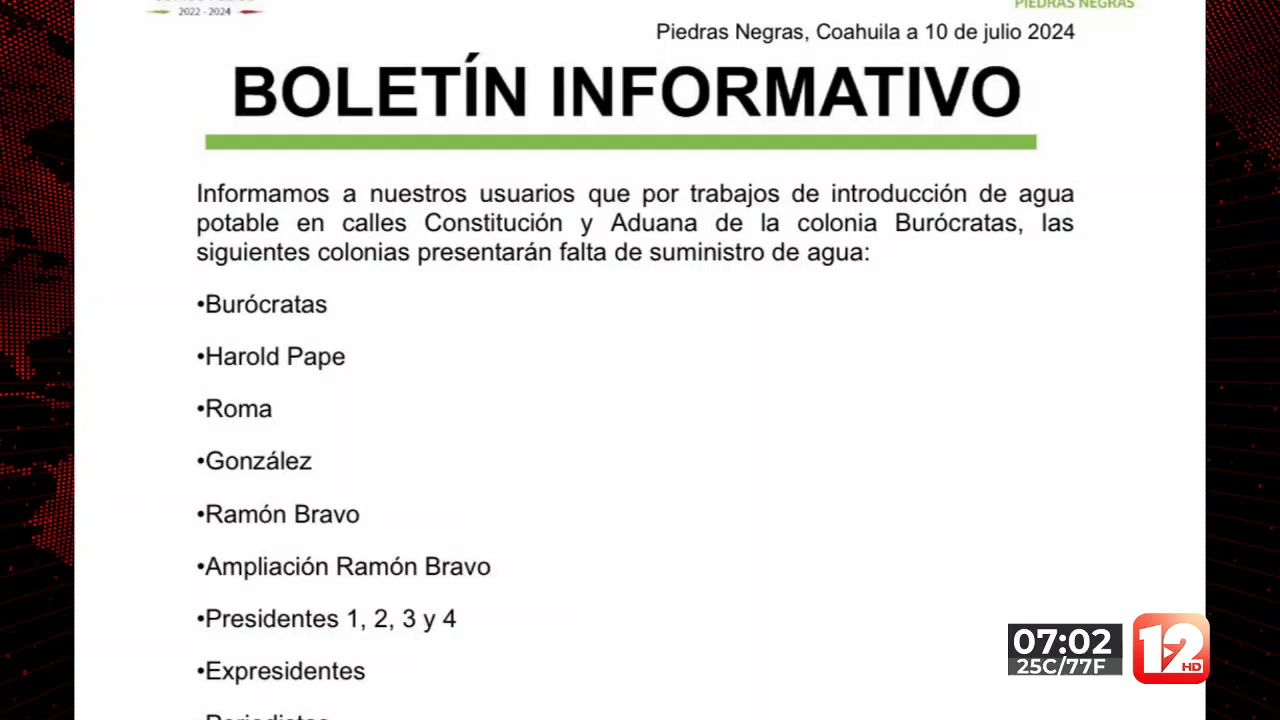 2022 - 2024
PIEDRAS NEGRAS
Piedras Negras, Coahuila a 10 de julio 2024
BOLETÍN INFORMATIVO
Informamos a nuestros usuarios que por trabajos de introducción de agua
potable en calles Constitución y Aduana de la colonia Burócratas, las
siguientes colonias presentarán falta de suministro de agua:
•Burócratas
•Harold Pape
•Roma
•González
•Ramón Bravo
•Ampliación Ramón Bravo
•Presidentes 1, 2, 3 y 4
•Expresidentes
07:02
25C/77F
12
HD